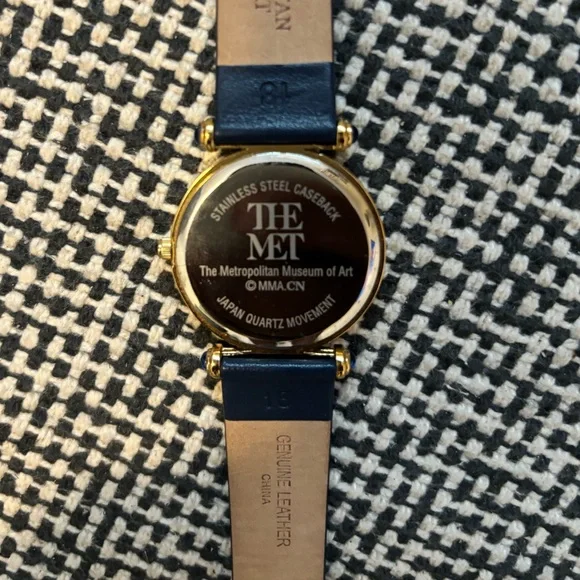 18
STAINLESS STEEL CASEBACK
THE
MET
The Metropolitan Museum of Art
©MMA.CN
JAPAN QUARTZ MOVEMENT
GENUINE LEATHER
CHINA